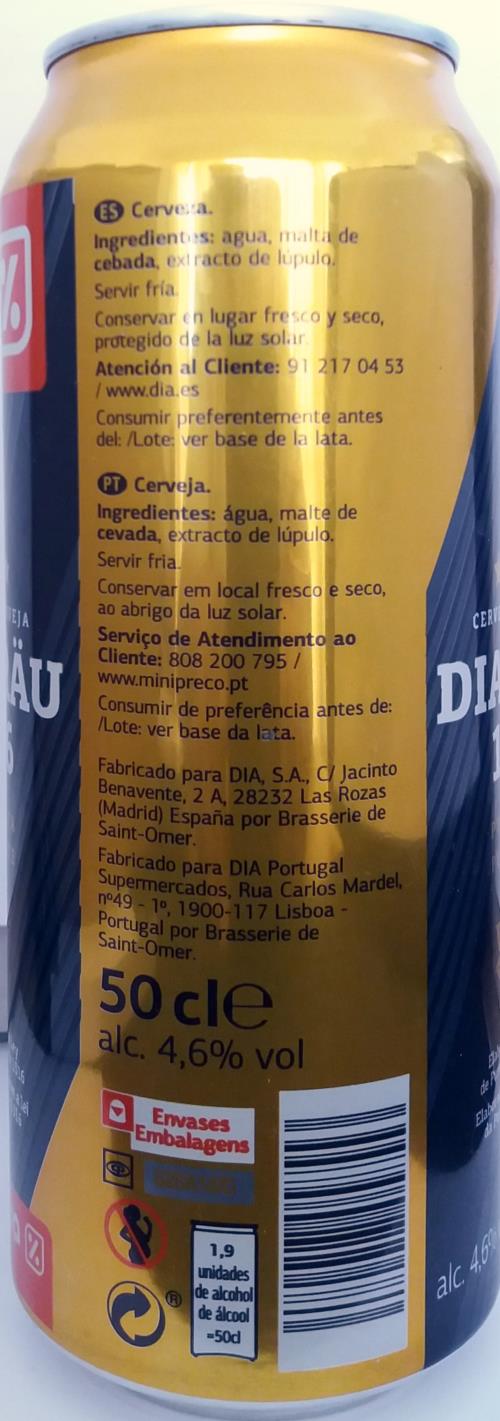 ES Cerveza.
Ingredientes: agua, malta de
cebada, extracto de lúpulo.
Servir fría.
Conservar en lugar fresco y seco,
protegido de la luz solar.
Atención al Cliente: 91 217 04 53
/ www.dia.es
Consumir preferentemente antes
del: /Lote: ver base de la lata.
PT Cerveja.
Ingredientes: água, malte de
cevada, extracto de lúpulo.
Servir fria.
Conservar em local fresco e seco,
ao abrigo da luz solar.
Serviço de Atendimento ao
Cliente: 808 200 795 /
www.minipreco.pt
Consumir de preferência antes de:
/Lote: ver base da lata.
Fabricado para DIA, S.A., C/ Jacinto
Benavente, 2 A, 28232 Las Rozas
(Madrid) España por Brasserie de
Saint-Omer.
Fabricado para DIA Portugal
Supermercados, Rua Carlos Mardel,
nº49 - 1º, 1900-117 Lisboa -
Portugal por Brasserie de
Saint-Omer.
50 cl e
alc. 4,6% vol
Envases
Embalagens
1,9
unidades
de alcohol
de álcool
=50cl
®
ÄU
DIA
alc. 4,6%